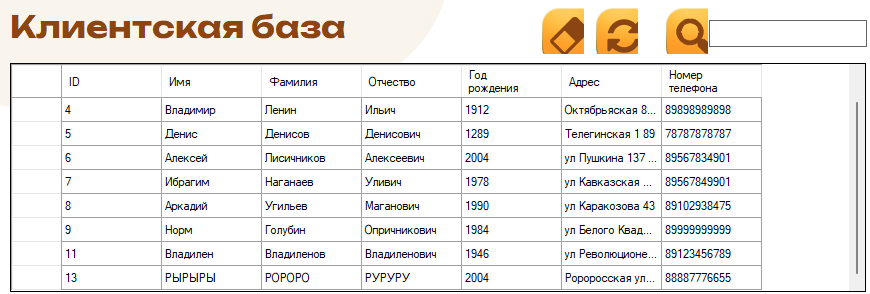 Клиентская база
ID Имя Фамилия Отчество Год рождения Адрес Номер телефона
4 Владимир Ленин Ильич 1912 Октябрьская 8... 89898989898
5 Денис Денисов Денисович 1289 Телегинская 1 89 78787878787
6 Алексей Лисичников Алексеевич 2004 ул Пушкина 137 ... 89567834901
7 Ибрагим Наганаев Уливич 1978 ул Кавказская ... 89567849901
8 Аркадий Угильев Маганович 1990 ул Каракозова 43 89102938475
9 Норм Голубин Опричникович 1984 ул Белого Квад... 89999999999
11 Владилен Владиленов Владиленович 1946 ул Революционе... 89123456789
13 РЫРЫРЫ РОРОРО РУРУРУ 2004 Роросская ул... 88887776655